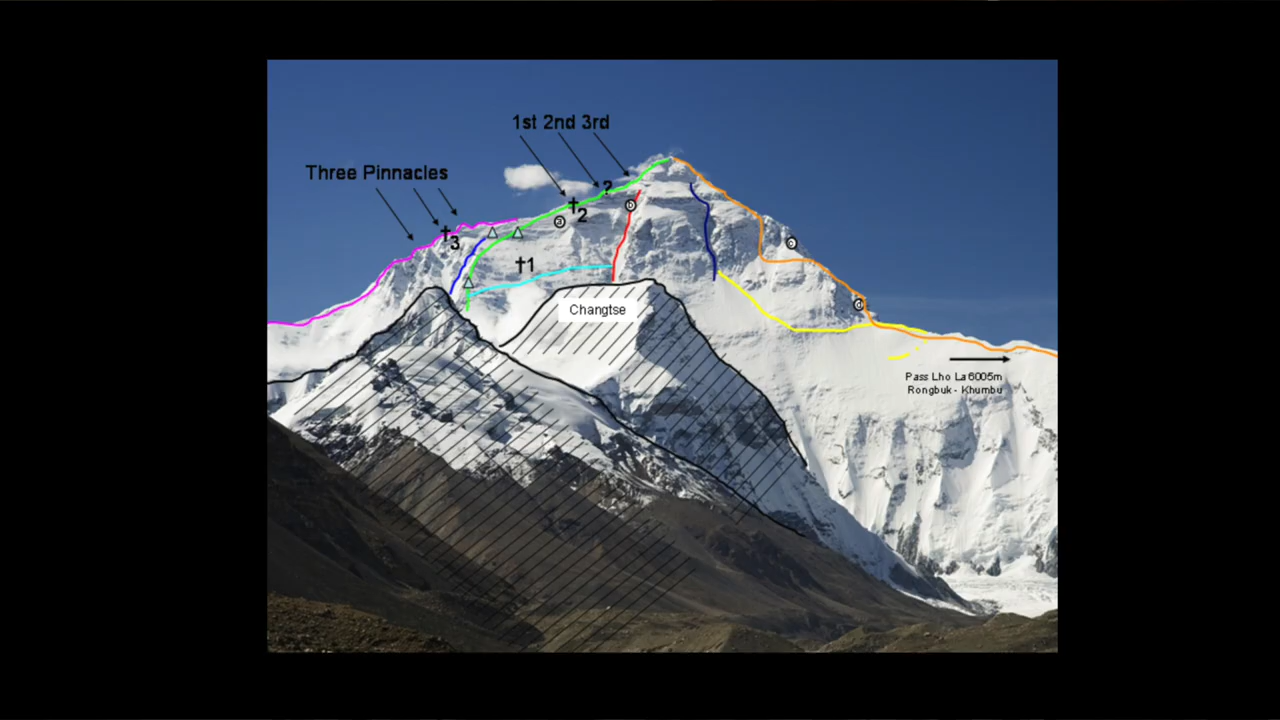 1st 2nd 3rd
Three Pinnacles
?
†2
a
b
†3
c
†1
d
Changtse
Pass Lho La 6005m
Rongbuk - Khumbu